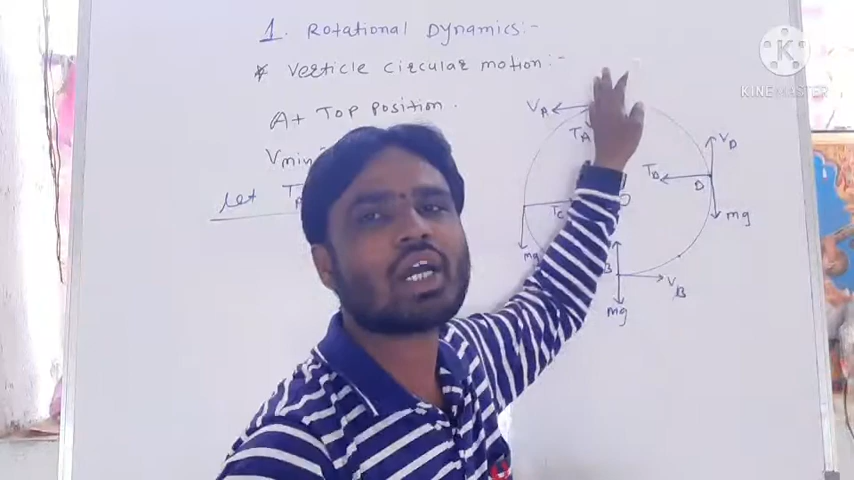 1. Rotational Dynamics:-
* Verticle circular motion:-
At Top position.
Vmin
let T
VA
TA
VD
TD
D
mg
Tc
mg
B
VB
mg
K
KINEMASTER